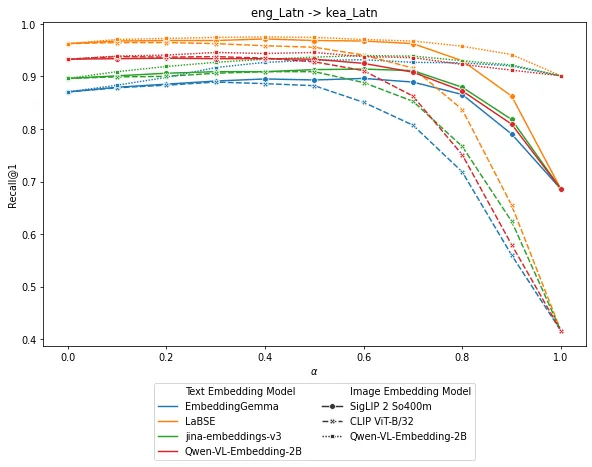 eng_Latn -> kea_Latn
1.0
0.9
0.8
0.7
0.6
0.5
0.4
Recall@1
0.0 0.2 0.4 0.6 0.8 1.0
α
Text Embedding Model Image Embedding Model
EmbeddingGemma SigLIP 2 So400m
LaBSE CLIP ViT-B/32
jina-embeddings-v3 Qwen-VL-Embedding-2B
Qwen-VL-Embedding-2B